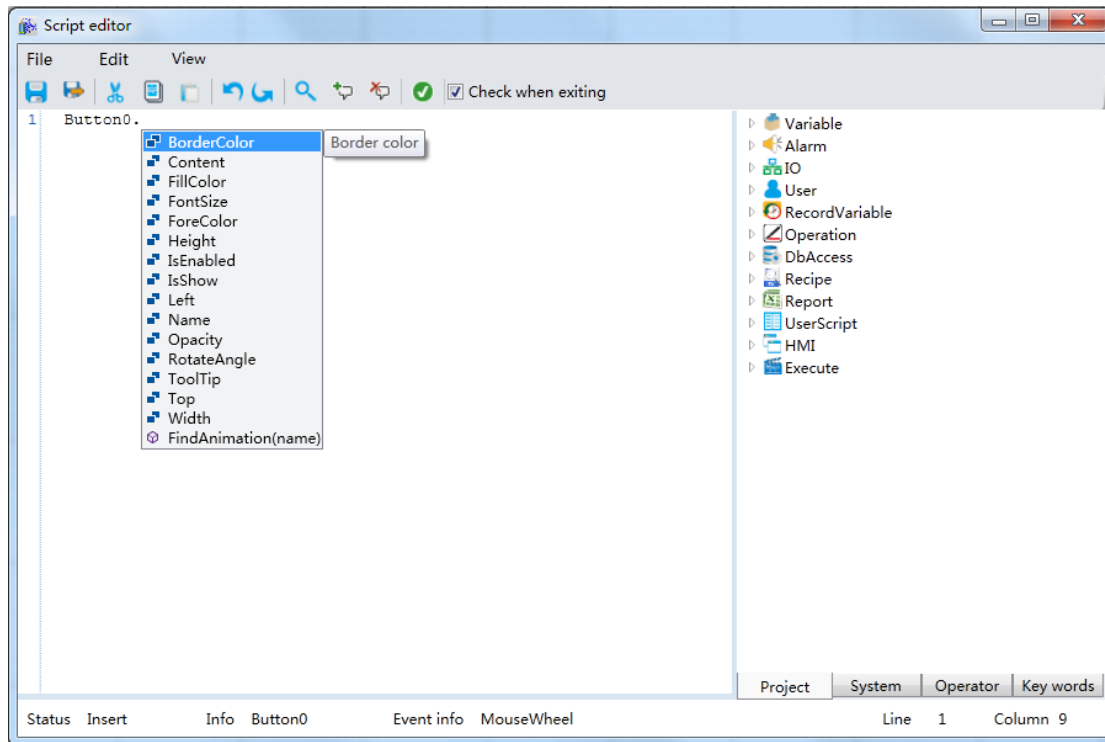 Script editor
File Edit View
Check when exiting
1 Button0.
BorderColor Border color
Content
FillColor
FontSize
ForeColor
Height
IsEnabled
IsShow
Left
Name
Opacity
RotateAngle
ToolTip
Top
Width
FindAnimation(name)
Variable
Alarm
IO
User
RecordVariable
Operation
DbAccess
Recipe
Report
UserScript
HMI
Execute
Project System Operator Key words
Status Insert Info Button0 Event info MouseWheel Line 1 Column 9